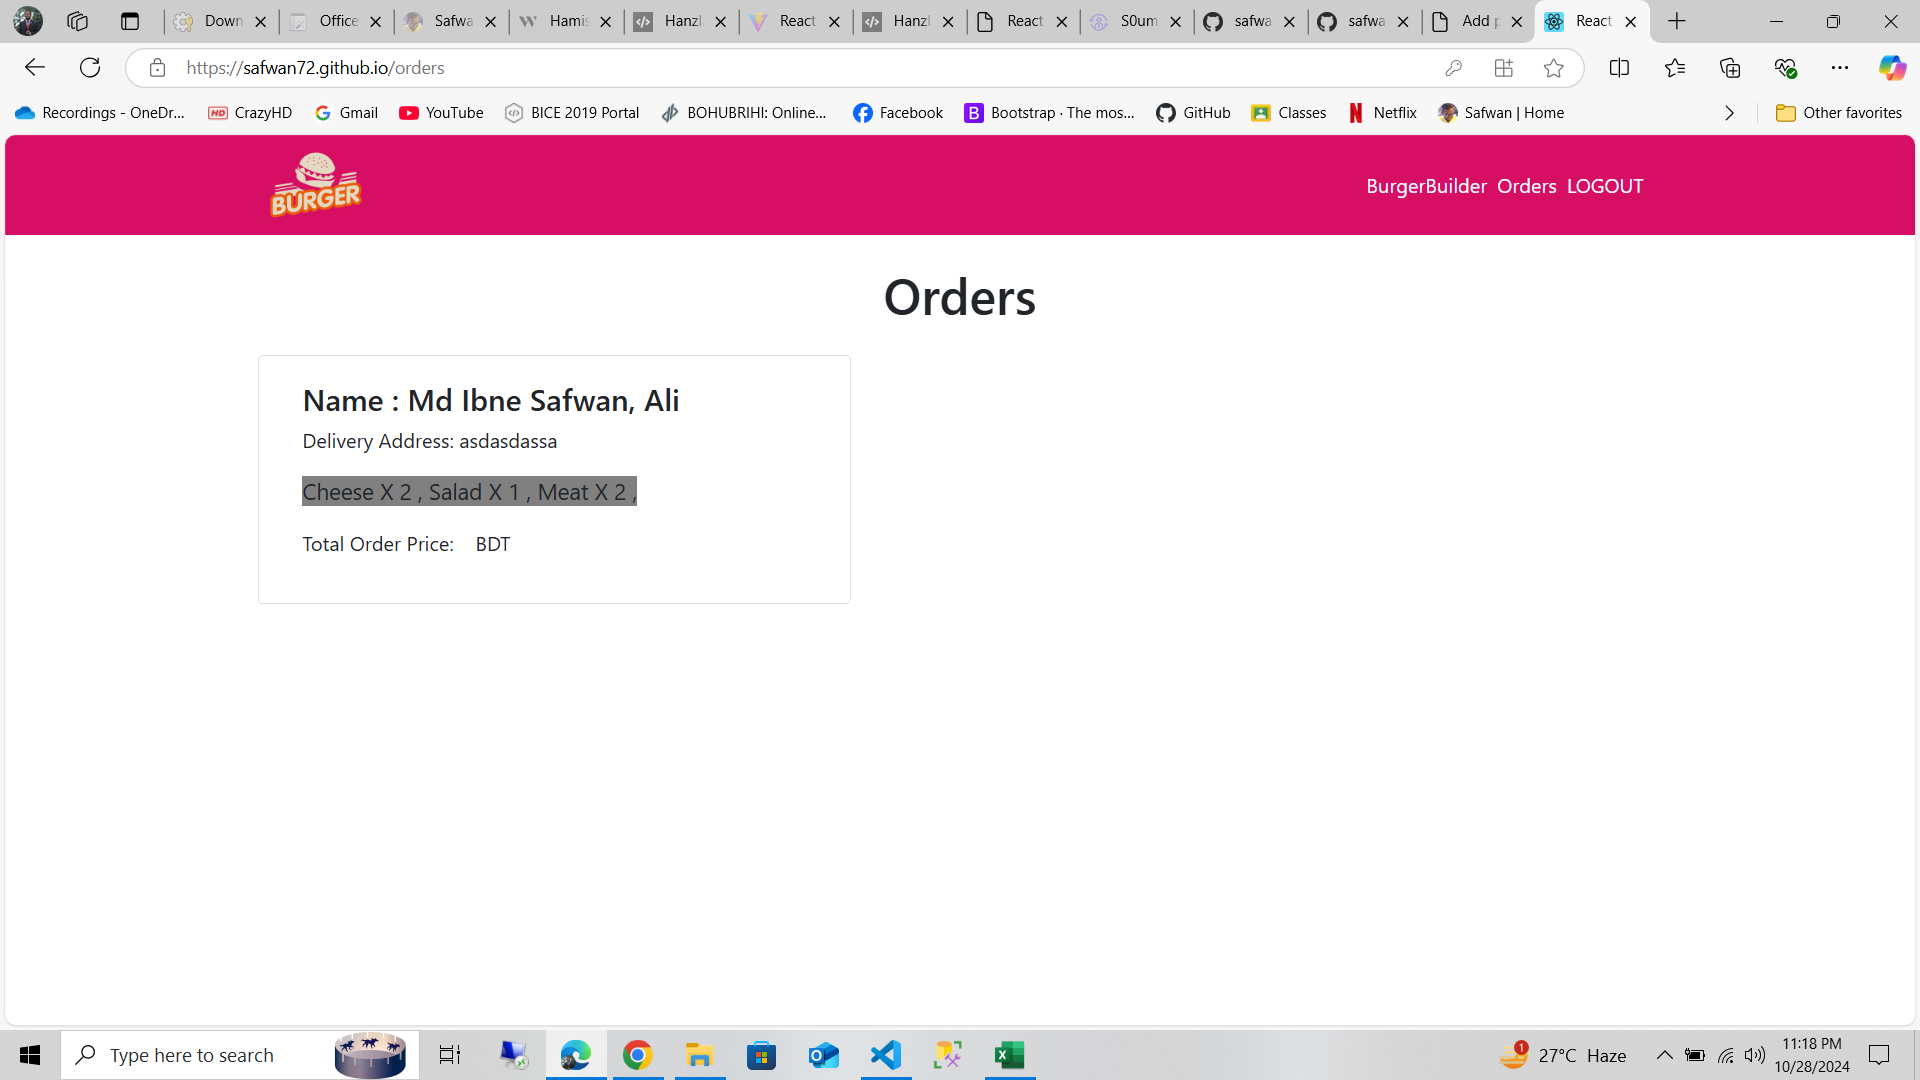 Down
Office
Safwa
Hamis
Hanzl
React
Hanzl
React
S0um
safwa
safwa
Add p
React
https://safwan72.github.io/orders
Recordings - OneDr...
CrazyHD
Gmail
YouTube
BICE 2019 Portal
BOHUBRIHI: Online...
Facebook
Bootstrap · The mos...
GitHub
Classes
Netflix
Safwan | Home
Other favorites
BURGER
BurgerBuilder Orders LOGOUT
Orders
Name : Md Ibne Safwan, Ali
Delivery Address: asdasdassa
Cheese X 2 , Salad X 1 , Meat X 2 ,
Total Order Price: BDT
Type here to search
1
27°C Haze
11:18 PM
10/28/2024